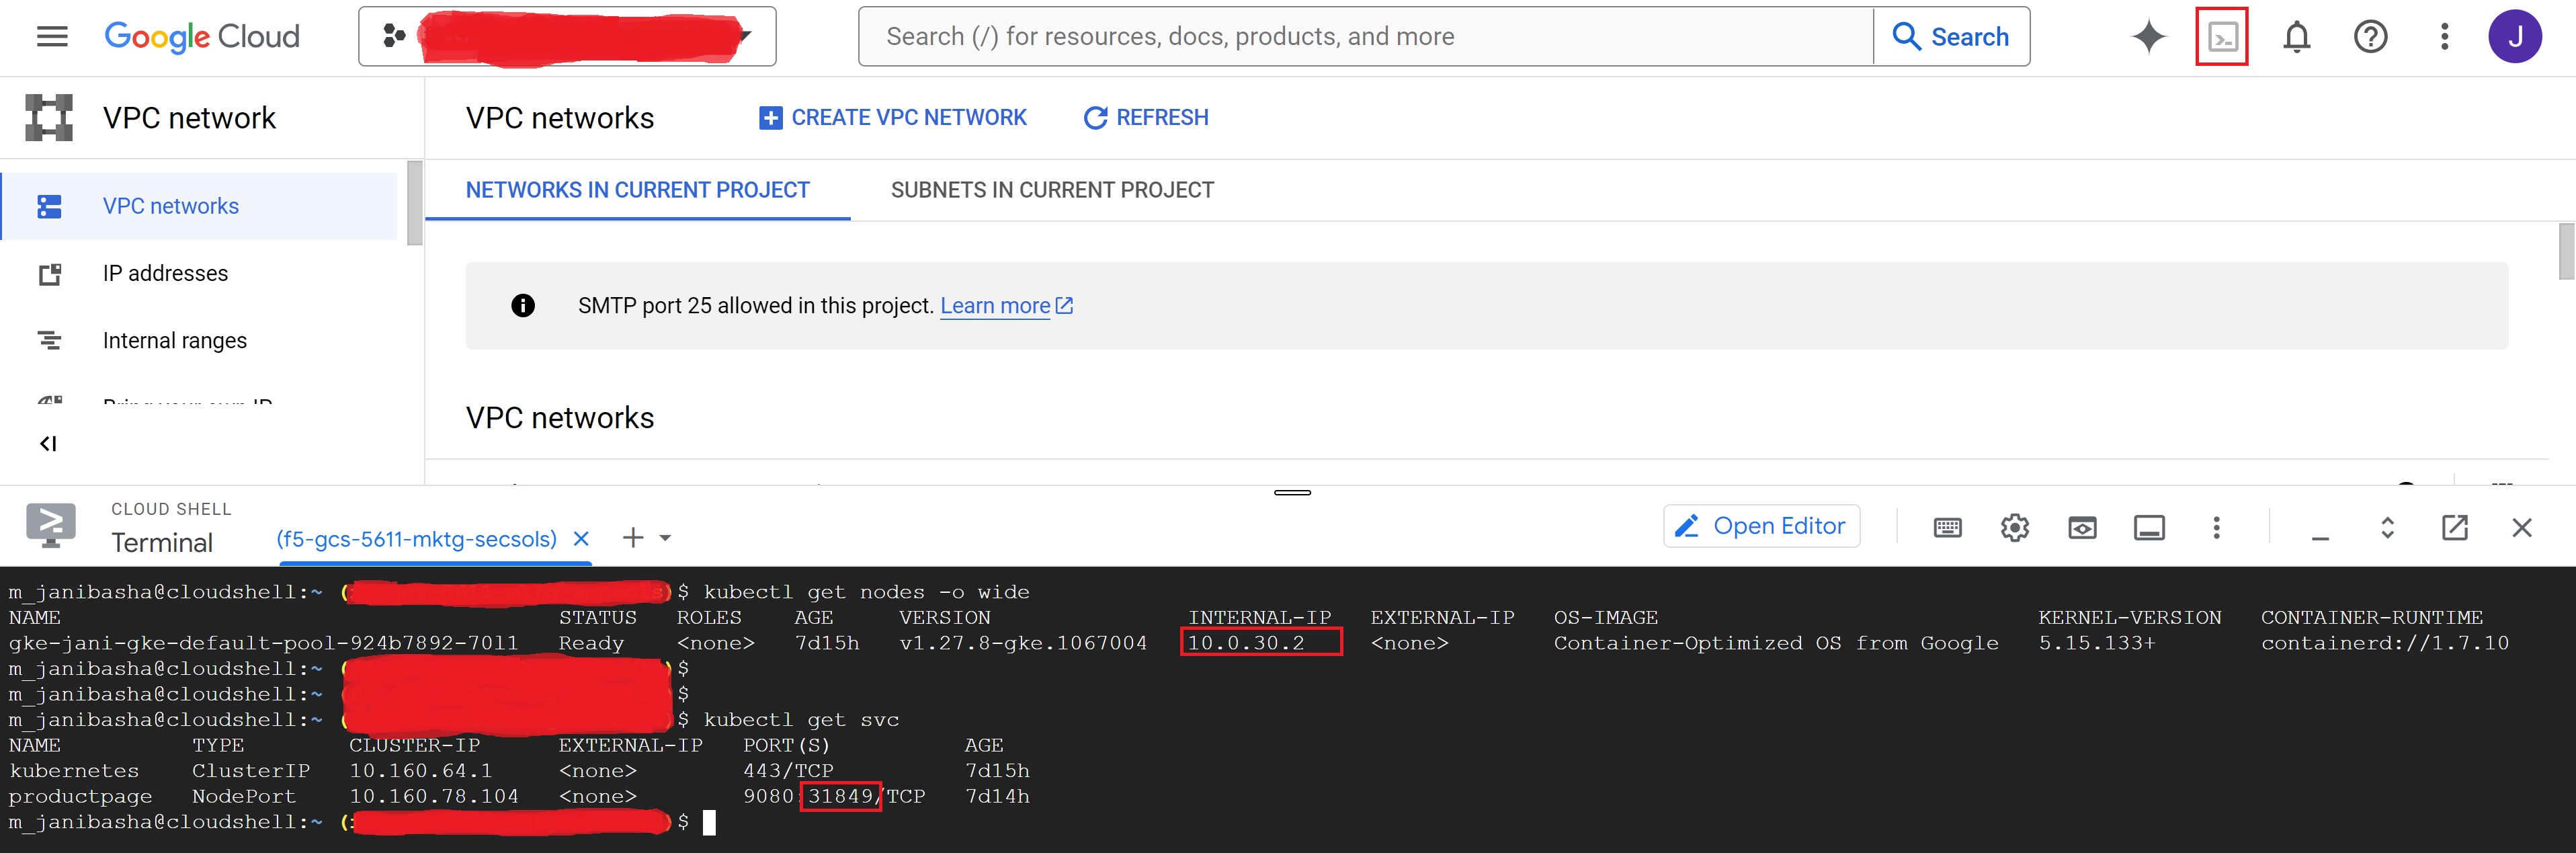 Google Cloud
Search (/) for resources, docs, products, and more
Search
J
VPC network
VPC networks
CREATE VPC NETWORK
REFRESH
VPC networks
NETWORKS IN CURRENT PROJECT
SUBNETS IN CURRENT PROJECT
IP addresses
SMTP port 25 allowed in this project. Learn more
Internal ranges
Bring your own IP
VPC networks
CLOUD SHELL
Terminal
(f5-gcs-5611-mktg-secsols)
Open Editor
m_janibasha@cloudshell:~ ( )$ kubectl get nodes -o wide
NAME STATUS ROLES AGE VERSION INTERNAL-IP EXTERNAL-IP OS-IMAGE KERNEL-VERSION CONTAINER-RUNTIME
gke-jani-gke-default-pool-924b7892-7oll Ready <none> 7d15h v1.27.8-gke.1067004 10.0.30.2 <none> Container-Optimized OS from Google 5.15.133+ containerd://1.7.10
m_janibasha@cloudshell:~ ( )$
m_janibasha@cloudshell:~ ( )$
m_janibasha@cloudshell:~ ( )$ kubectl get svc
NAME TYPE CLUSTER-IP EXTERNAL-IP PORT(S) AGE
kubernetes ClusterIP 10.160.64.1 <none> 443/TCP 7d15h
productpage NodePort 10.160.78.104 <none> 9080:31849/TCP 7d14h
m_janibasha@cloudshell:~ ( )$